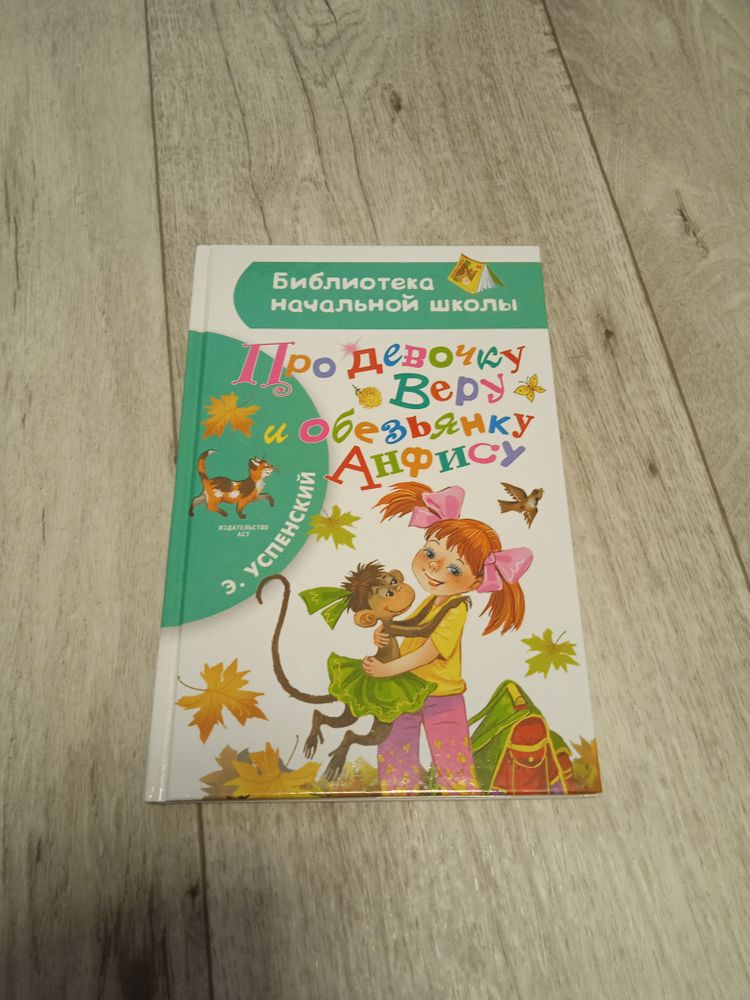 Библиотека
начальной школы
Про девочку
Веру
и обезьянку
Анфису
Э. УСПЕНСКИЙ
ИЗДАТЕЛЬСТВО
АСТ